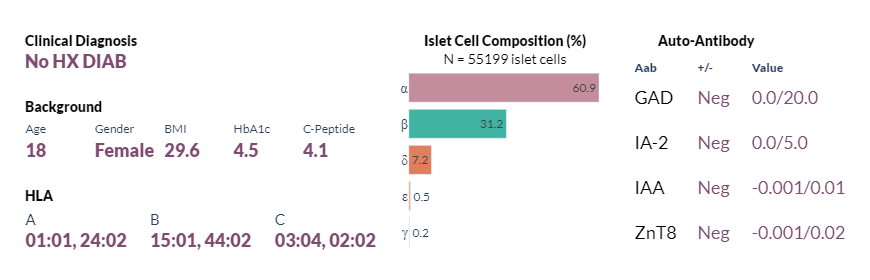 Clinical Diagnosis
No HX DIAB
Background
Age Gender BMI HbA1c C-Peptide
18 Female 29.6 4.5 4.1
HLA
A B C
01:01, 24:02 15:01, 44:02 03:04, 02:02
Islet Cell Composition (%)
N = 55199 islet cells
α 60.9
β 31.2
δ 7.2
ε 0.5
γ 0.2
Auto-Antibody
Aab +/- Value
GAD Neg 0.0/20.0
IA-2 Neg 0.0/5.0
IAA Neg -0.001/0.01
ZnT8 Neg -0.001/0.02